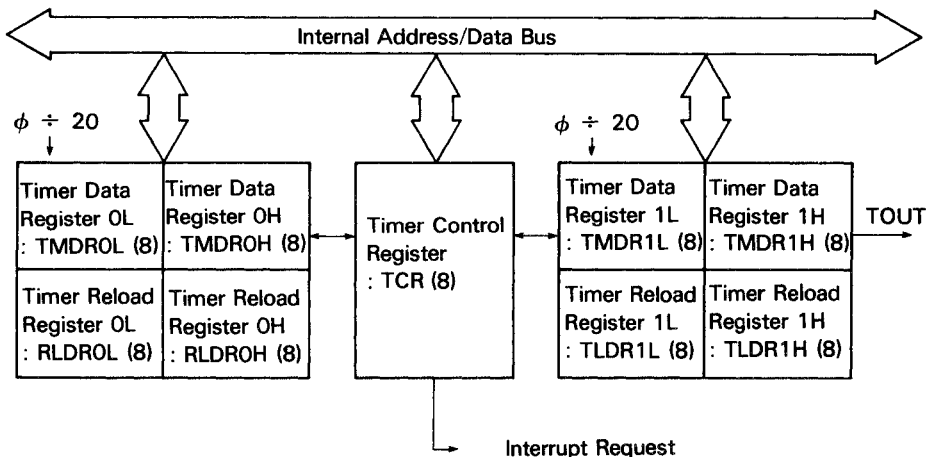 Internal Address/Data Bus
φ ÷ 20
φ ÷ 20
Timer Data
Register 0L
: TMDR0L (8)
Timer Data
Register 0H
: TMDR0H (8)
Timer Reload
Register 0L
: RLDR0L (8)
Timer Reload
Register 0H
: RLDR0H (8)
Timer Control
Register
: TCR (8)
Timer Data
Register 1L
: TMDR1L (8)
Timer Data
Register 1H
: TMDR1H (8)
Timer Reload
Register 1L
: TLDR1L (8)
Timer Reload
Register 1H
: TLDR1H (8)
TOUT
Interrupt Request